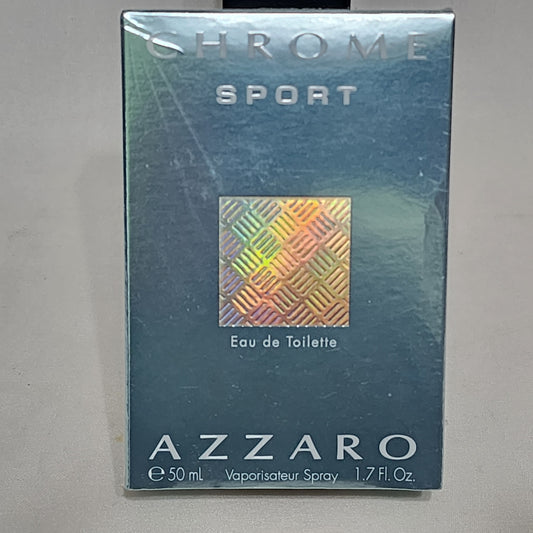 CHROME
SPORT
Eau de Toilette
AZZARO
℮ 50 mL Vaporisateur Spray 1.7 Fl. Oz.